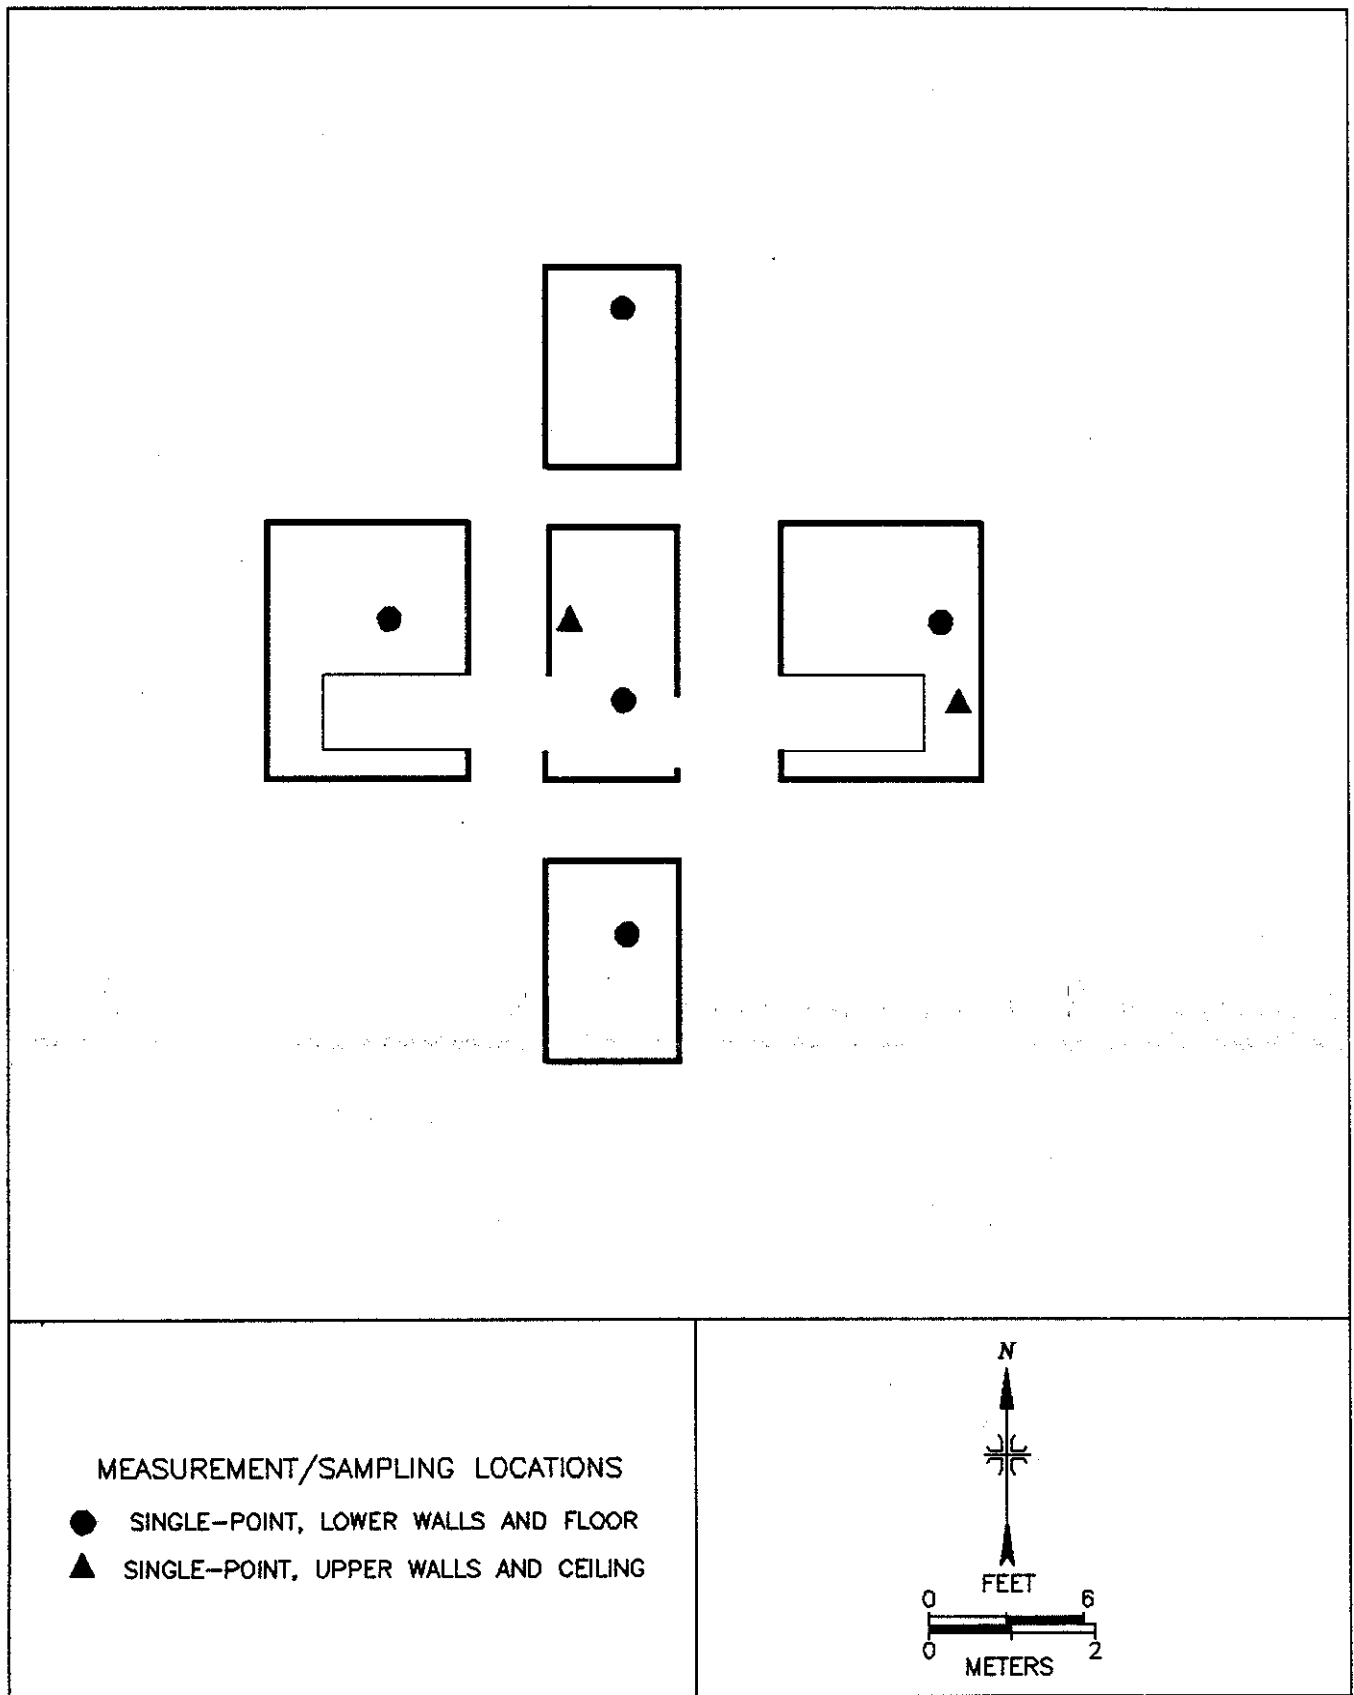 MEASUREMENT/SAMPLING LOCATIONS
SINGLE-POINT, LOWER WALLS AND FLOOR
SINGLE-POINT, UPPER WALLS AND CEILING
N
FEET
0 6
0 2
METERS